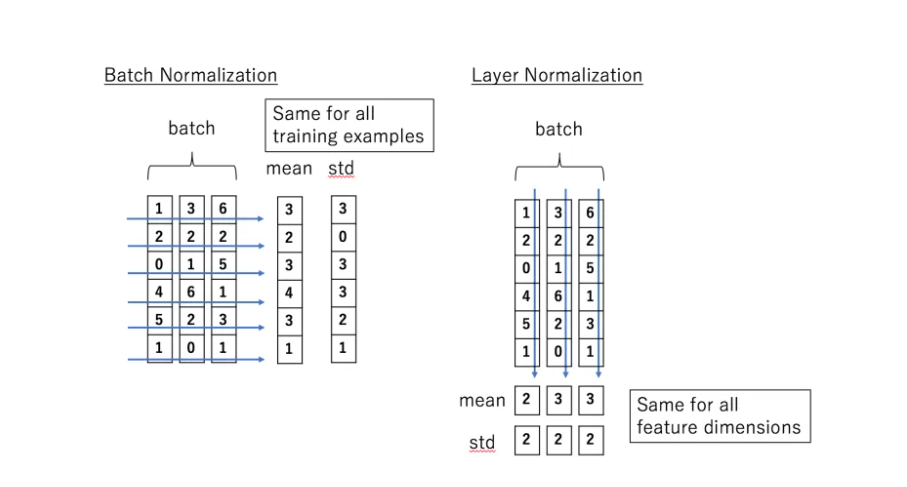 Batch Normalization
Same for all
training examples
batch
mean std
1 3 6 3 3
2 2 2 2 0
0 1 5 3 3
4 6 1 4 3
5 2 3 3 2
1 0 1 1 1
Layer Normalization
batch
1 3 6
2 2 2
0 1 5
4 6 1
5 2 3
1 0 1
mean 2 3 3
std 2 2 2
Same for all
feature dimensions